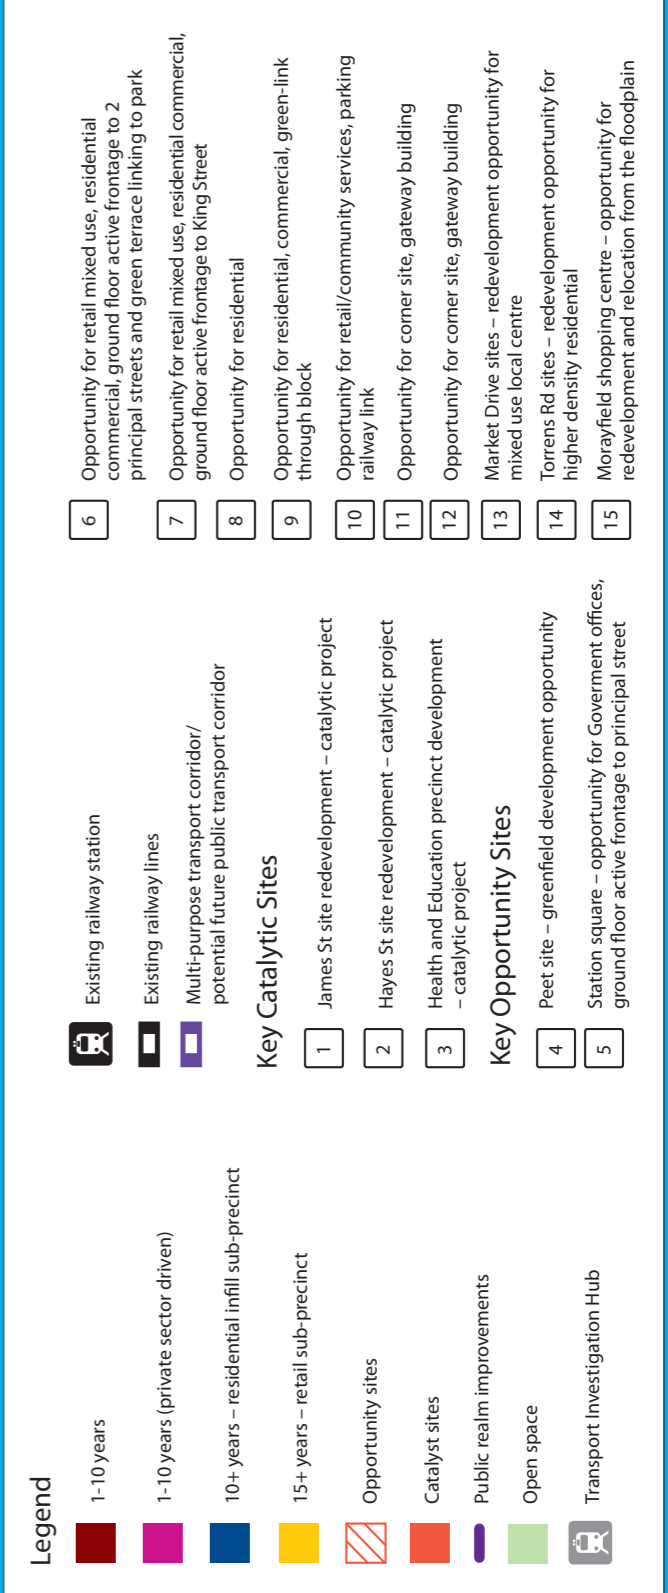 Legend
1-10 years
1-10 years (private sector driven)
10+ years – residential infill sub-precinct
15+ years – retail sub-precinct
Opportunity sites
Catalyst sites
Public realm improvements
Open space
Transport Investigation Hub
Existing railway station
Existing railway lines
Multi-purpose transport corridor/
potential future public transport corridor
Key Catalytic Sites
1 James St site redevelopment – catalytic project
2 Hayes St site redevelopment – catalytic project
3 Health and Education precinct development
– catalytic project
Key Opportunity Sites
4 Peet site – greenfield development opportunity
5 Station square – opportunity for Goverment offices,
ground floor active frontage to principal street
6 Opportunity for retail mixed use, residential
commercial, ground floor active frontage to 2
principal streets and green terrace linking to park
7 Opportunity for retail mixed use, residential commercial,
ground floor active frontage to King Street
8 Opportunity for residential
9 Opportunity for residential, commercial, green-link
through block
10 Opportunity for retail/community services, parking
railway link
11 Opportunity for corner site, gateway building
12 Opportunity for corner site, gateway building
13 Market Drive sites – redevelopment opportunity for
mixed use local centre
14 Torrens Rd sites – redevelopment opportunity for
higher density residential
15 Morayfield shopping centre – opportunity for
redevelopment and relocation from the floodplain